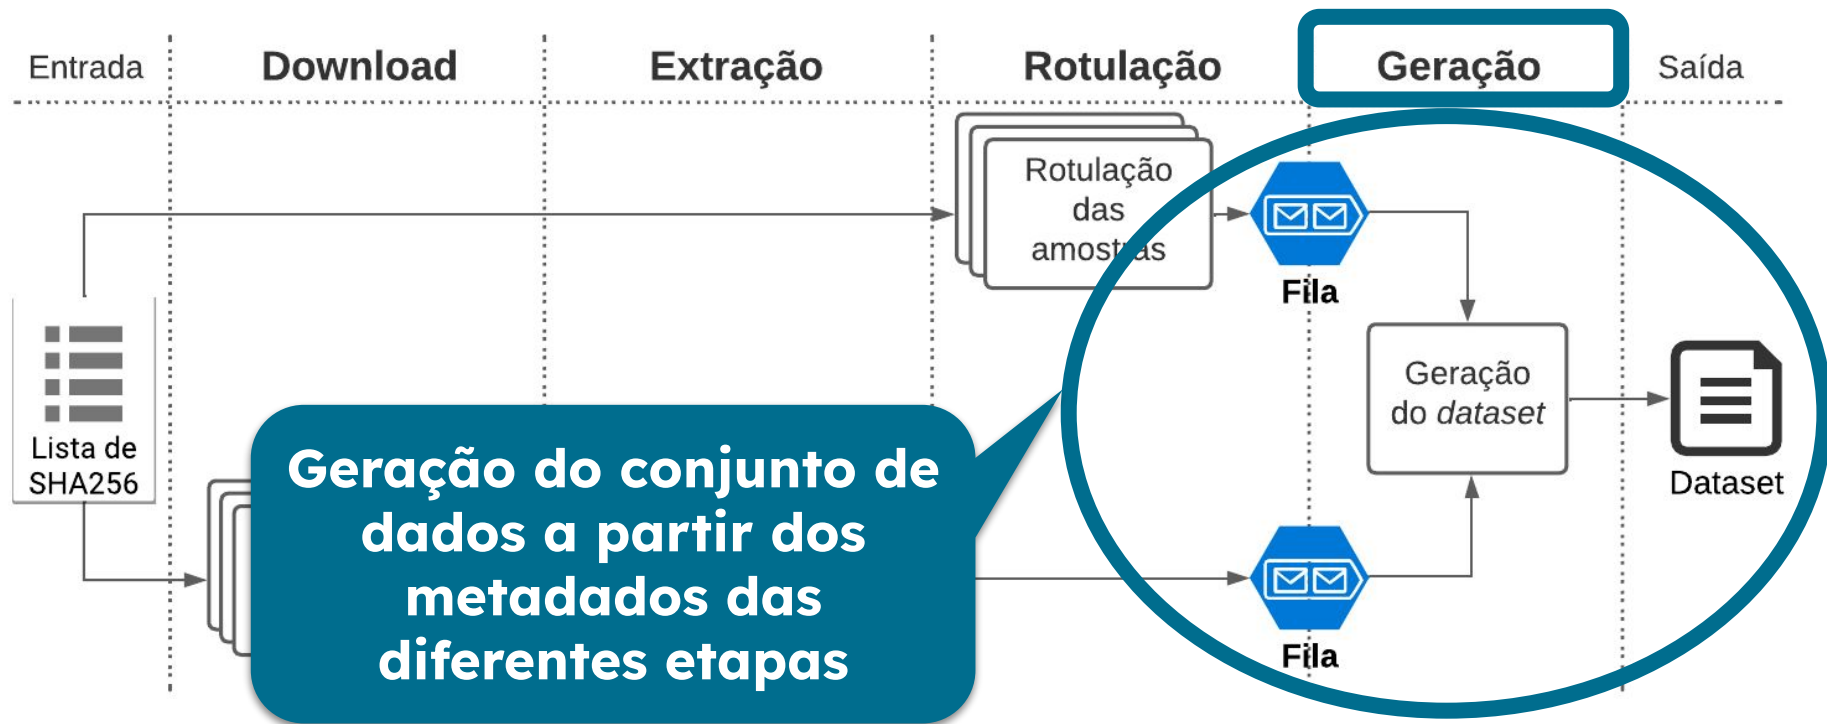 Entrada
Download
Extração
Rotulação
Geração
Saída
Rotulação
das
amostras
Fila
Lista de
SHA256
Geração
do dataset
Dataset
Geração do conjunto de
dados a partir dos
metadados das
diferentes etapas
Fila